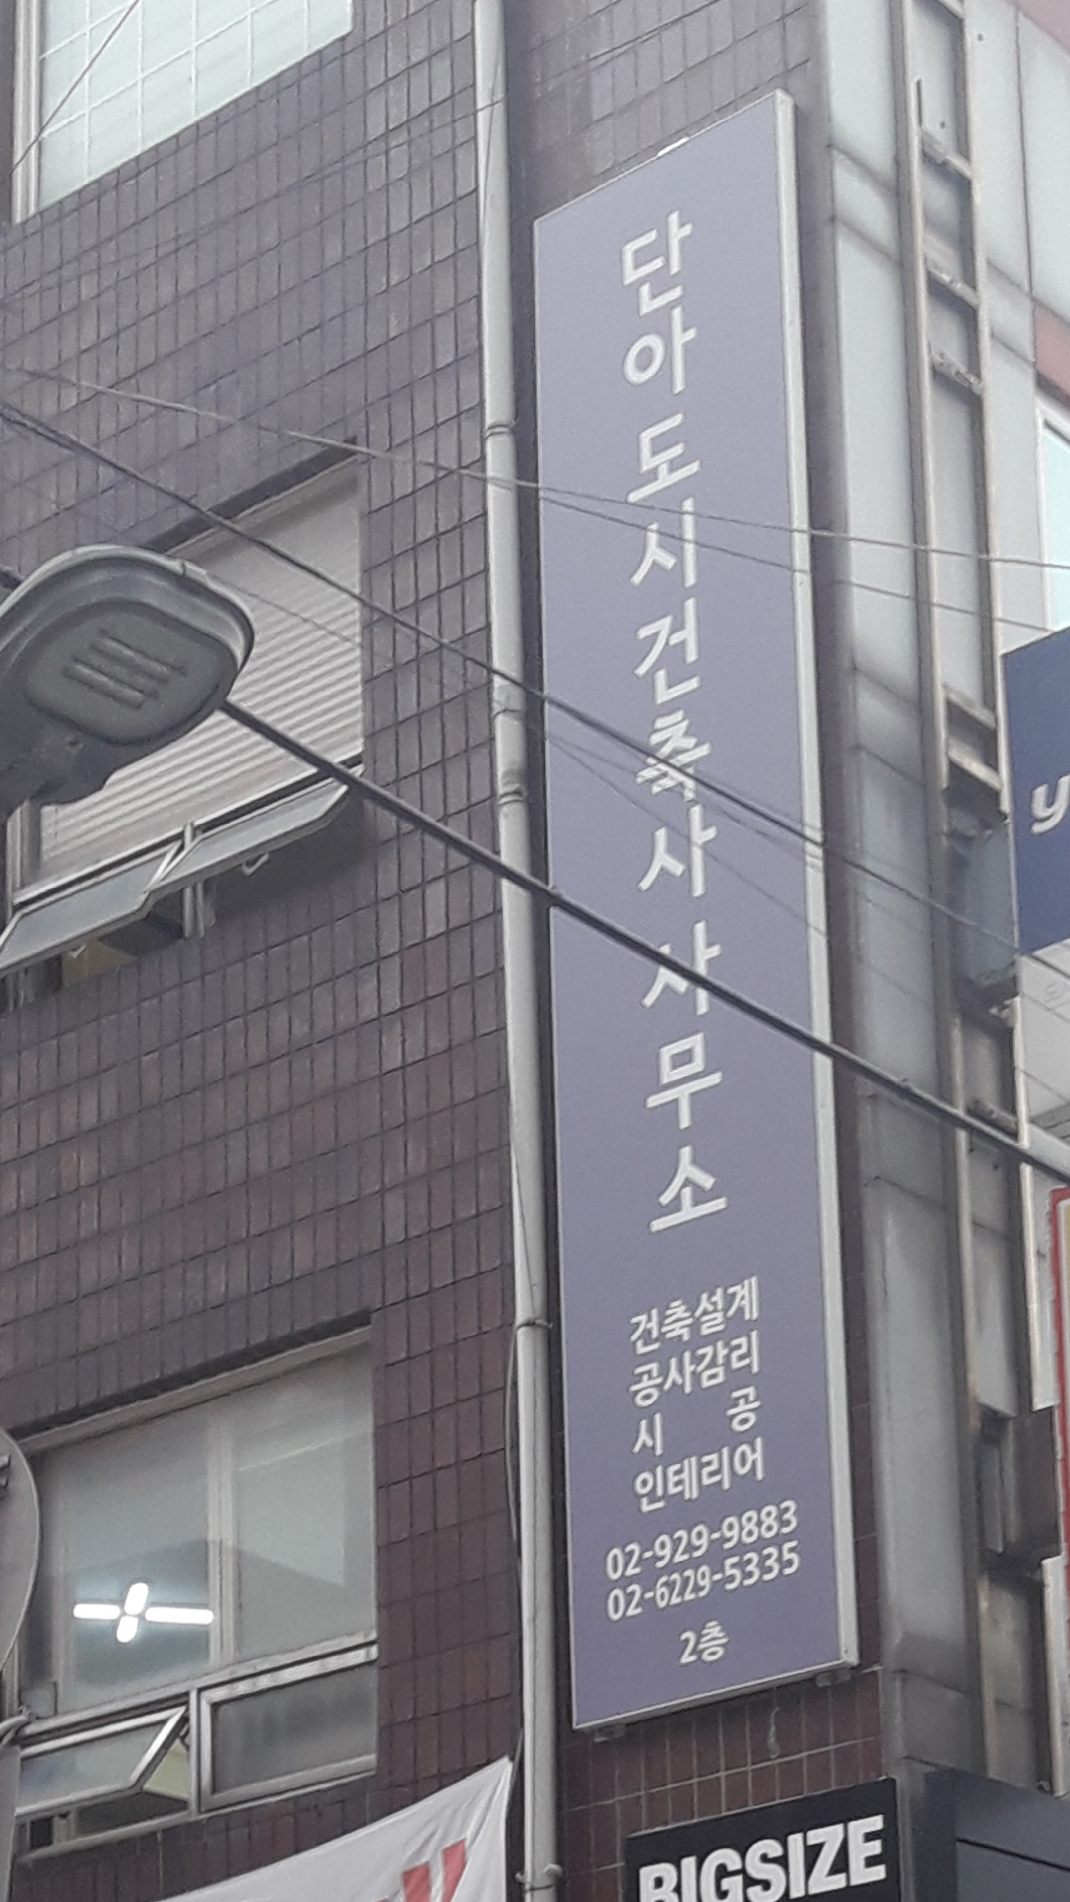 단아도시건축사사무소
건축설계
공사감리
시 공
인테리어
02-929-9883
02-6229-5335
2층
BIGSIZE
y